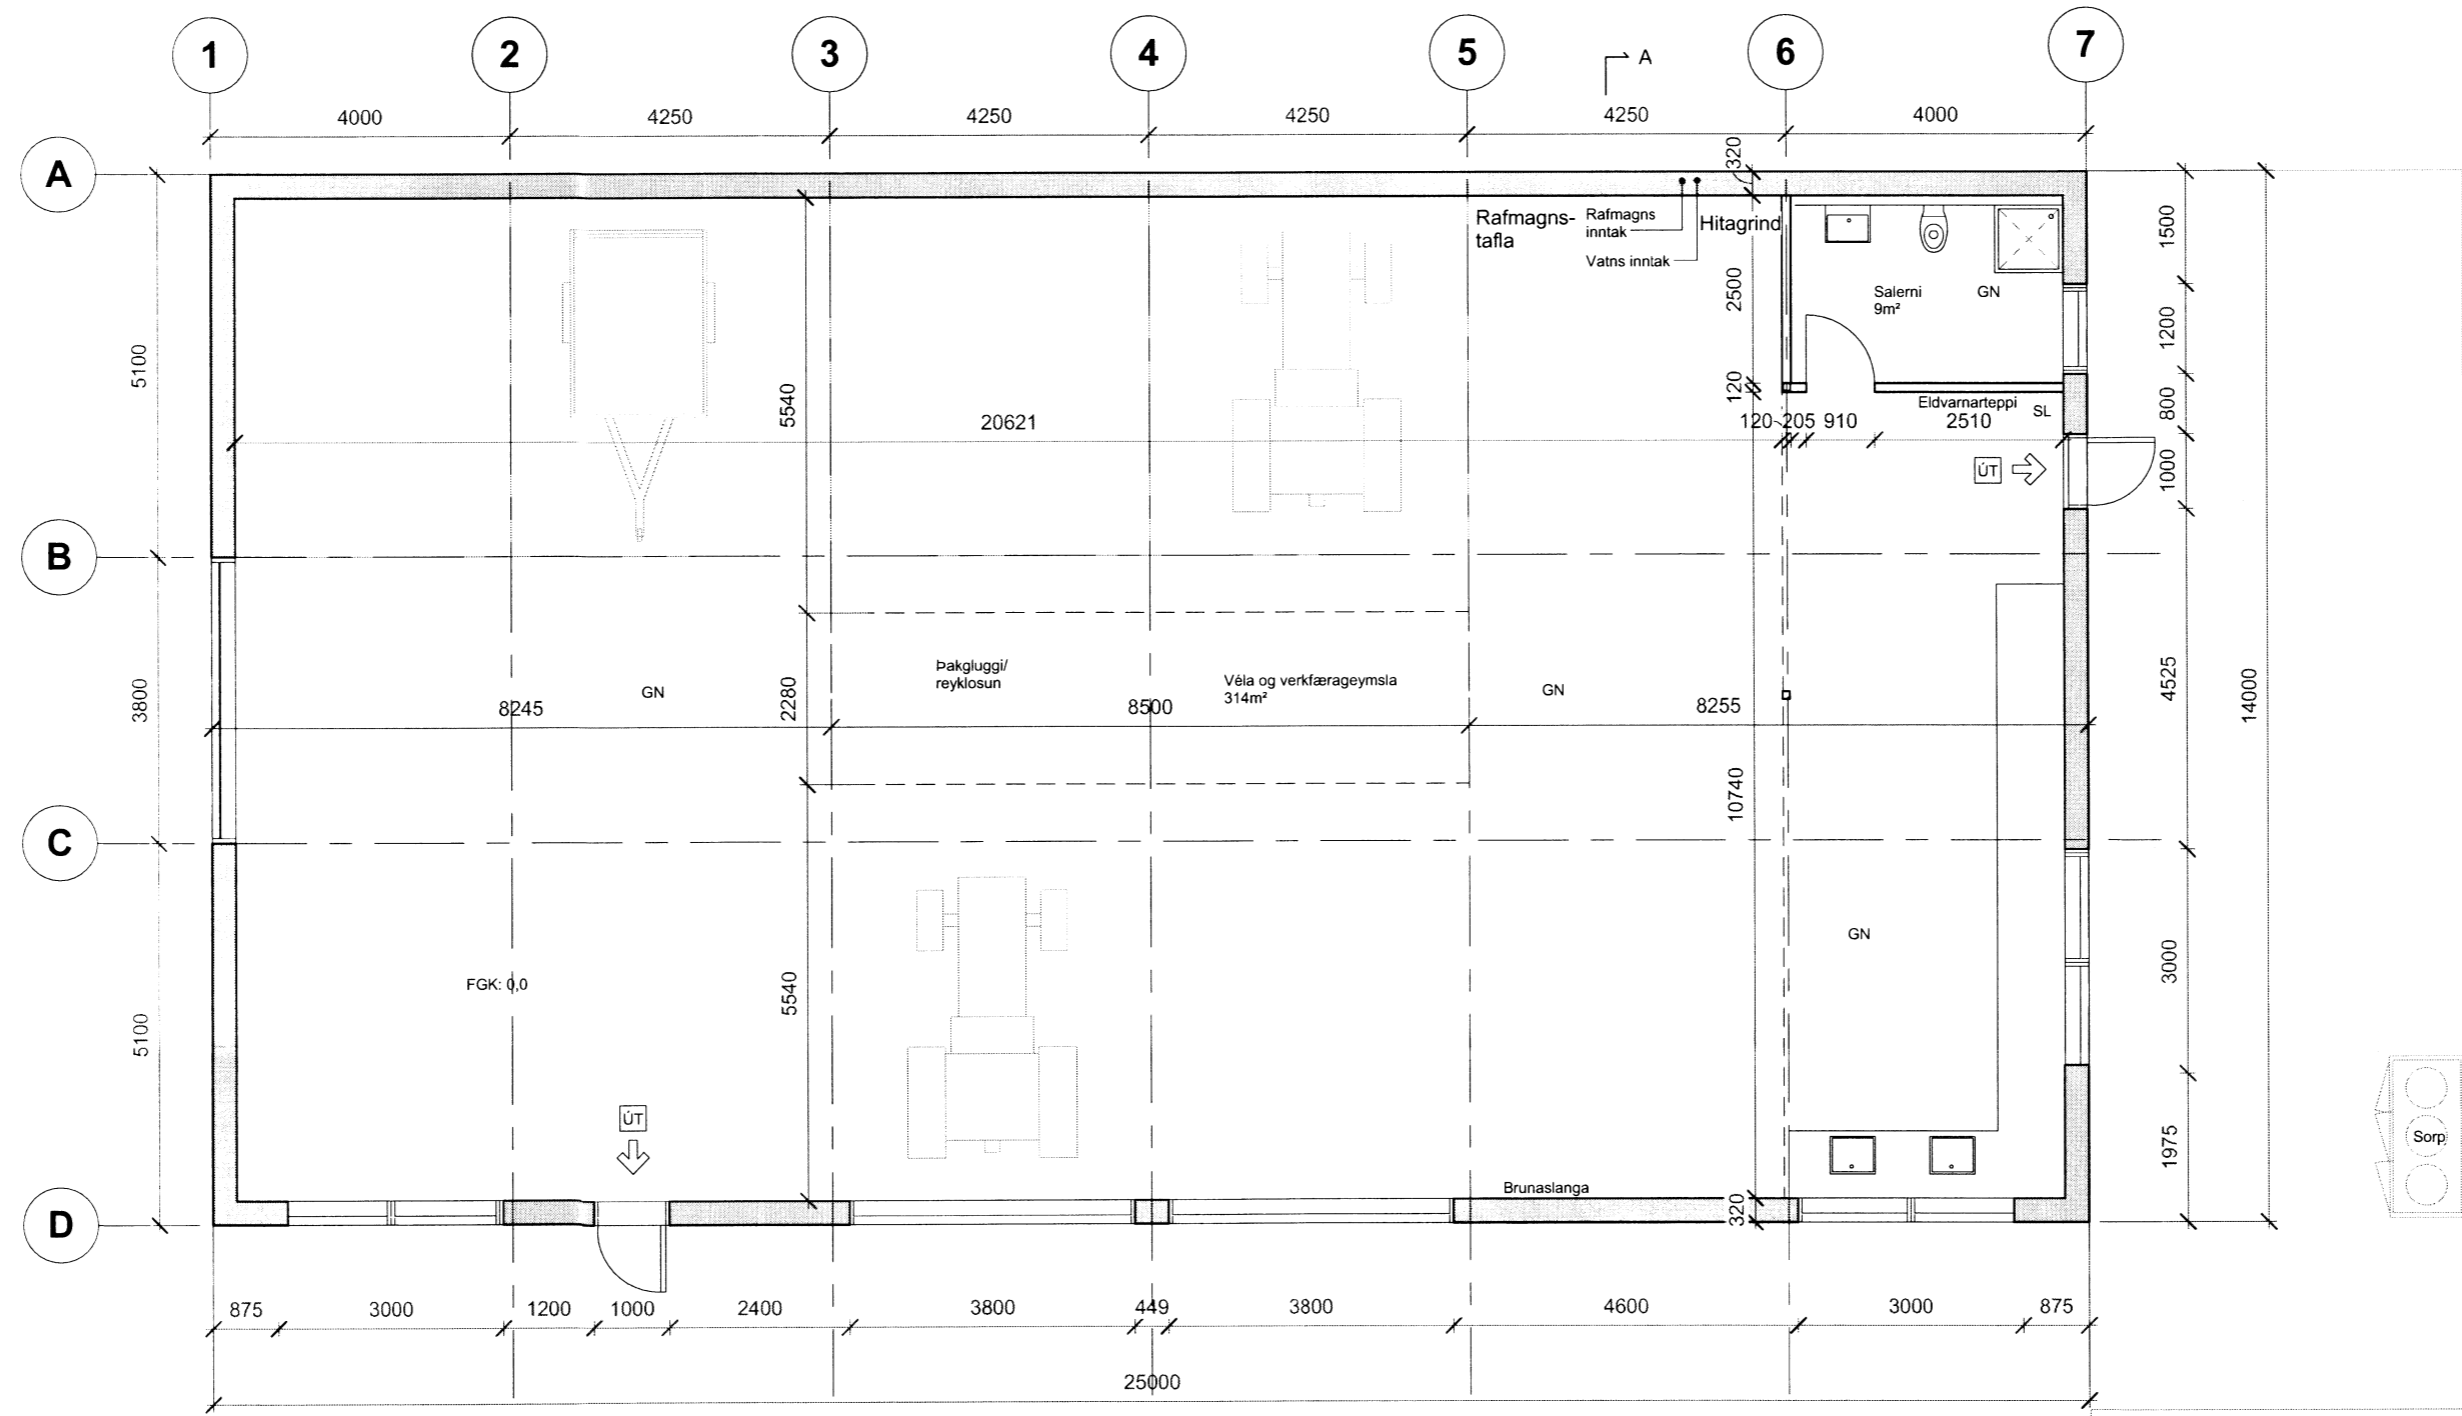 1
2
3
4
5
6
7
A
4000
4250
4250
4250
4250
4000
A
320
Rafmagns-
tafla
Rafmagns
inntak
Vatns inntak
Hitagrind
1500
2500
Salerni
9m²
GN
1200
5100
5540
120
Eldvarnarteppi
SL
800
20621
120
205
910
2510
ÚT
1000
B
Þakgluggi/
reyklosun
Véla og verkfærageymsla
314m²
GN
GN
3800
2280
8245
8500
8255
4525
14000
10740
C
GN
3000
FGK: 0,0
5540
5100
ÚT
Sorp
1975
Brunaslanga
320
D
875
3000
1200
1000
2400
3800
449
3800
4600
3000
875
25000